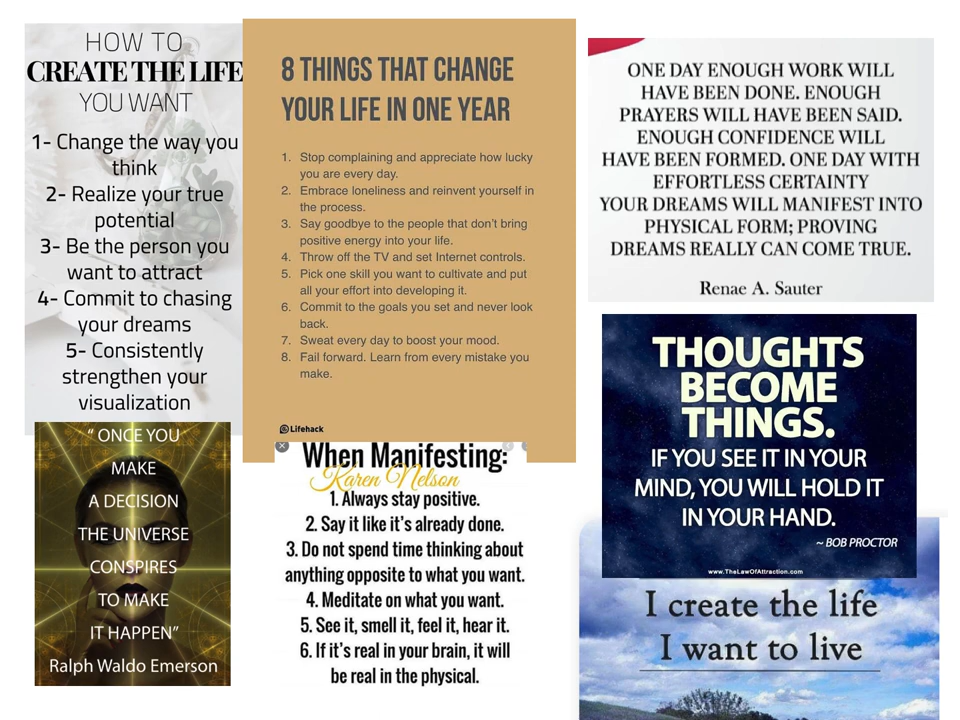 HOW TO
CREATE THE LIFE
YOU WANT
1- Change the way you
think
2- Realize your true
potential
3- Be the person you
want to attract
4- Commit to chasing
your dreams
5- Consistently
strengthen your
visualization
8 THINGS THAT CHANGE
YOUR LIFE IN ONE YEAR
1. Stop complaining and appreciate how lucky
you are every day.
2. Embrace loneliness and reinvent yourself in
the process.
3. Say goodbye to the people that don't bring
positive energy into your life.
4. Throw off the TV and set Internet controls.
5. Pick one skill you want to cultivate and put
all your effort into developing it.
6. Commit to the goals you set and never look
back.
7. Sweat every day to boost your mood.
8. Fail forward. Learn from every mistake you
make.
Lifehack
ONE DAY ENOUGH WORK WILL
HAVE BEEN DONE. ENOUGH
PRAYERS WILL HAVE BEEN SAID.
ENOUGH CONFIDENCE WILL
HAVE BEEN FORMED. ONE DAY WITH
EFFORTLESS CERTAINTY
YOUR DREAMS WILL MANIFEST INTO
PHYSICAL FORM; PROVING
DREAMS REALLY CAN COME TRUE.
Renae A. Sauter
" ONCE YOU
MAKE
A DECISION
THE UNIVERSE
CONSPIRES
TO MAKE
IT HAPPEN"
Ralph Waldo Emerson
When Manifesting:
Karen Nelson
1. Always stay positive.
2. Say it like it's already done.
3. Do not spend time thinking about
anything opposite to what you want.
4. Meditate on what you want.
5. See it, smell it, feel it, hear it.
6. If it's real in your brain, it will
be real in the physical.
THOUGHTS
BECOME
THINGS.
IF YOU SEE IT IN YOUR
MIND, YOU WILL HOLD IT
IN YOUR HAND.
~ BOB PROCTOR
www.TheLawOfAttraction.com
I create the life
I want to live